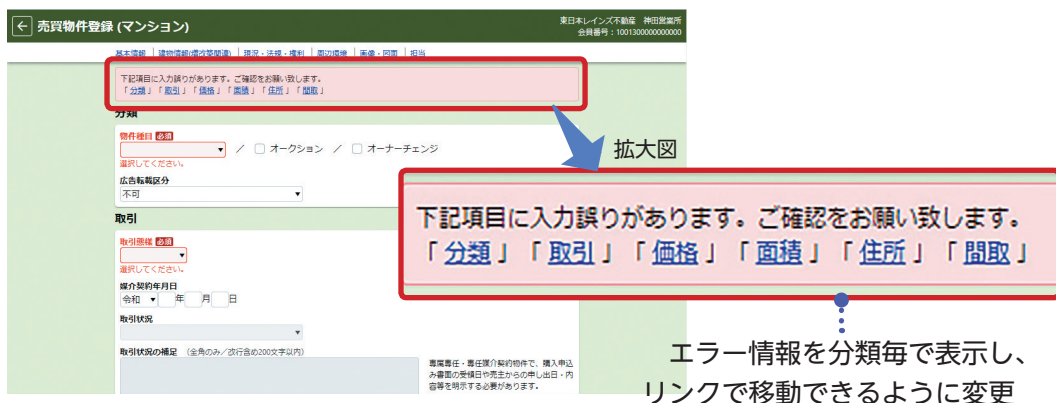 売買物件登録 (マンション)
東日本レインズ不動産 神田営業所
会員番号：1001300000000000
基本情報 | 建物情報(増改築関連) | 現況・法規・権利 | 周辺環境 | 画像・図面 | 担当
下記項目に入力誤りがあります。ご確認をお願い致します。
「 分類 」「 取引 」「 価格 」「 面積 」「 住所 」「 間取 」
分類
物件種目 必須
／ オークション ／ オーナーチェンジ
選択してください。
広告転載区分
不可
取引
取引態様 必須
選択してください。
媒介契約年月日
令和 年 月 日
取引状況
取引状況の補足 (全角のみ／改行含め200文字以内)
専属専任・専任媒介契約物件で、購入申込
み書面の受領日や売主からの申し出日・内
容等を明示する必要があります。
拡大図
下記項目に入力誤りがあります。ご確認をお願い致します。
「 分類 」「 取引 」「 価格 」「 面積 」「 住所 」「 間取 」
エラー情報を分類毎で表示し、
リンクで移動できるように変更